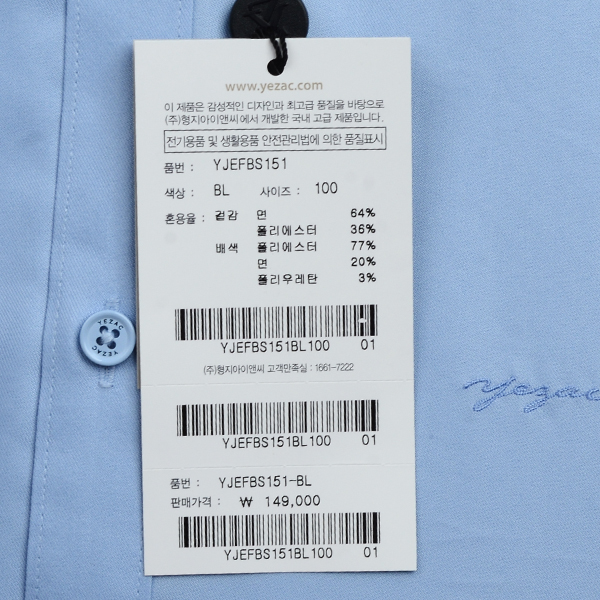 www.yezac.com
이 제품은 감성적인 디자인과 최고급 품질을 바탕으로
(주)형지아이앤씨에서 개발한 국내 고급 제품입니다.
전기용품 및 생활용품 안전관리법에 의한 품질표시
품번 : YJEFBS151
색상 : BL 사이즈 : 100
혼용율 : 겉감 면 64%
폴리에스터 36%
배색 폴리에스터 77%
면 20%
폴리우레탄 3%
YJEFBS151BL100 01
(주)형지아이앤씨 고객만족실 : 1661-7222
YJEFBS151BL100 01
품번 : YJEFBS151-BL
판매가격 : ₩ 149,000
YJEFBS151BL100 01
YEZAC
YEZAC
yezac